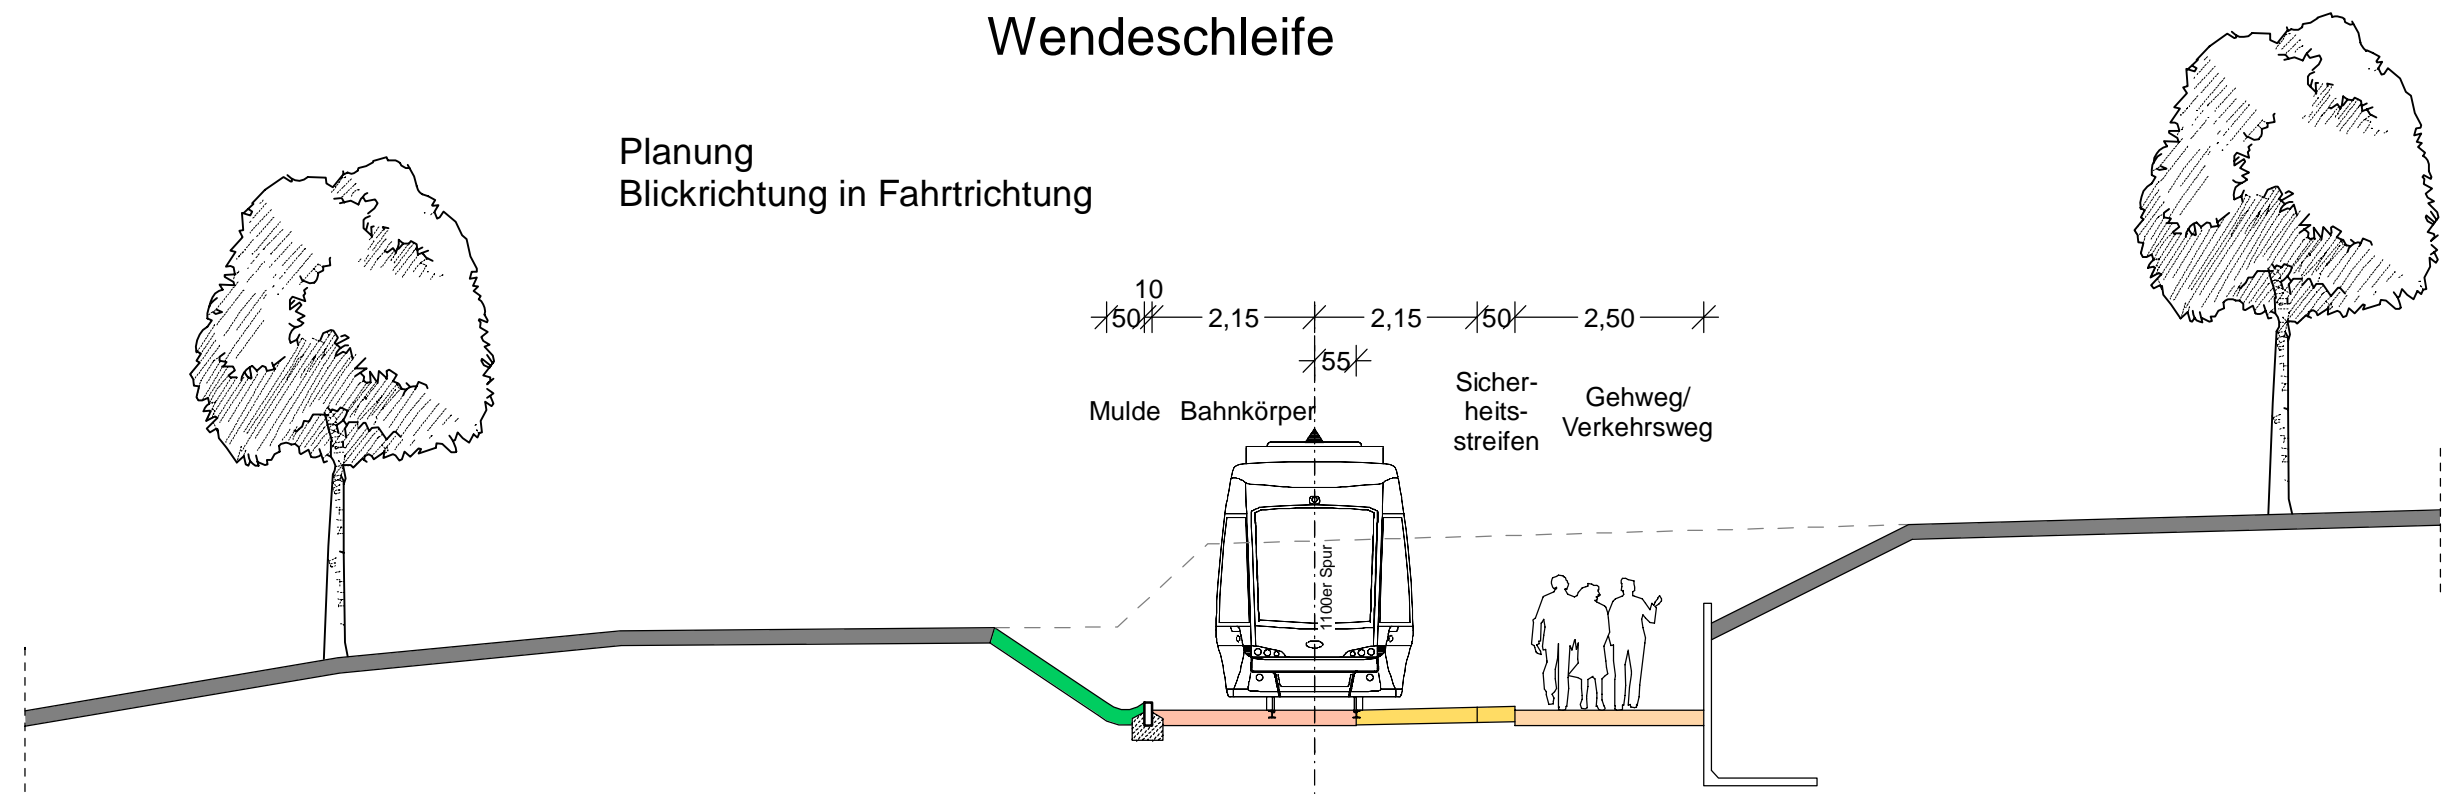 Wendeschleife
Planung
Blickrichtung in Fahrtrichtung
10
50 2,15 2,15 50 2,50
55
Sicher-
heits-
streifen
Gehweg/
Verkehrsweg
Mulde Bahnkörper
1100er Spur